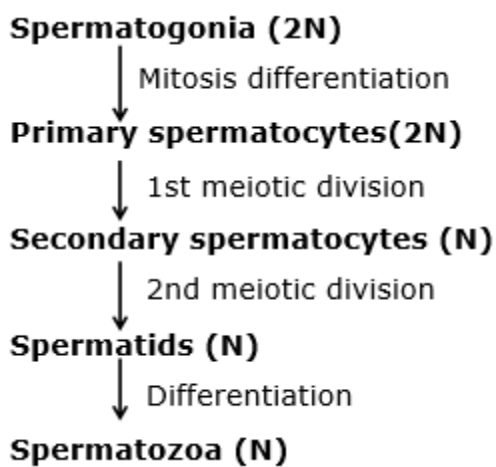 Spermatogonia (2N)
Mitosis differentiation
Primary spermatocytes(2N)
1st meiotic division
Secondary spermatocytes (N)
2nd meiotic division
Spermatids (N)
Differentiation
Spermatozoa (N)